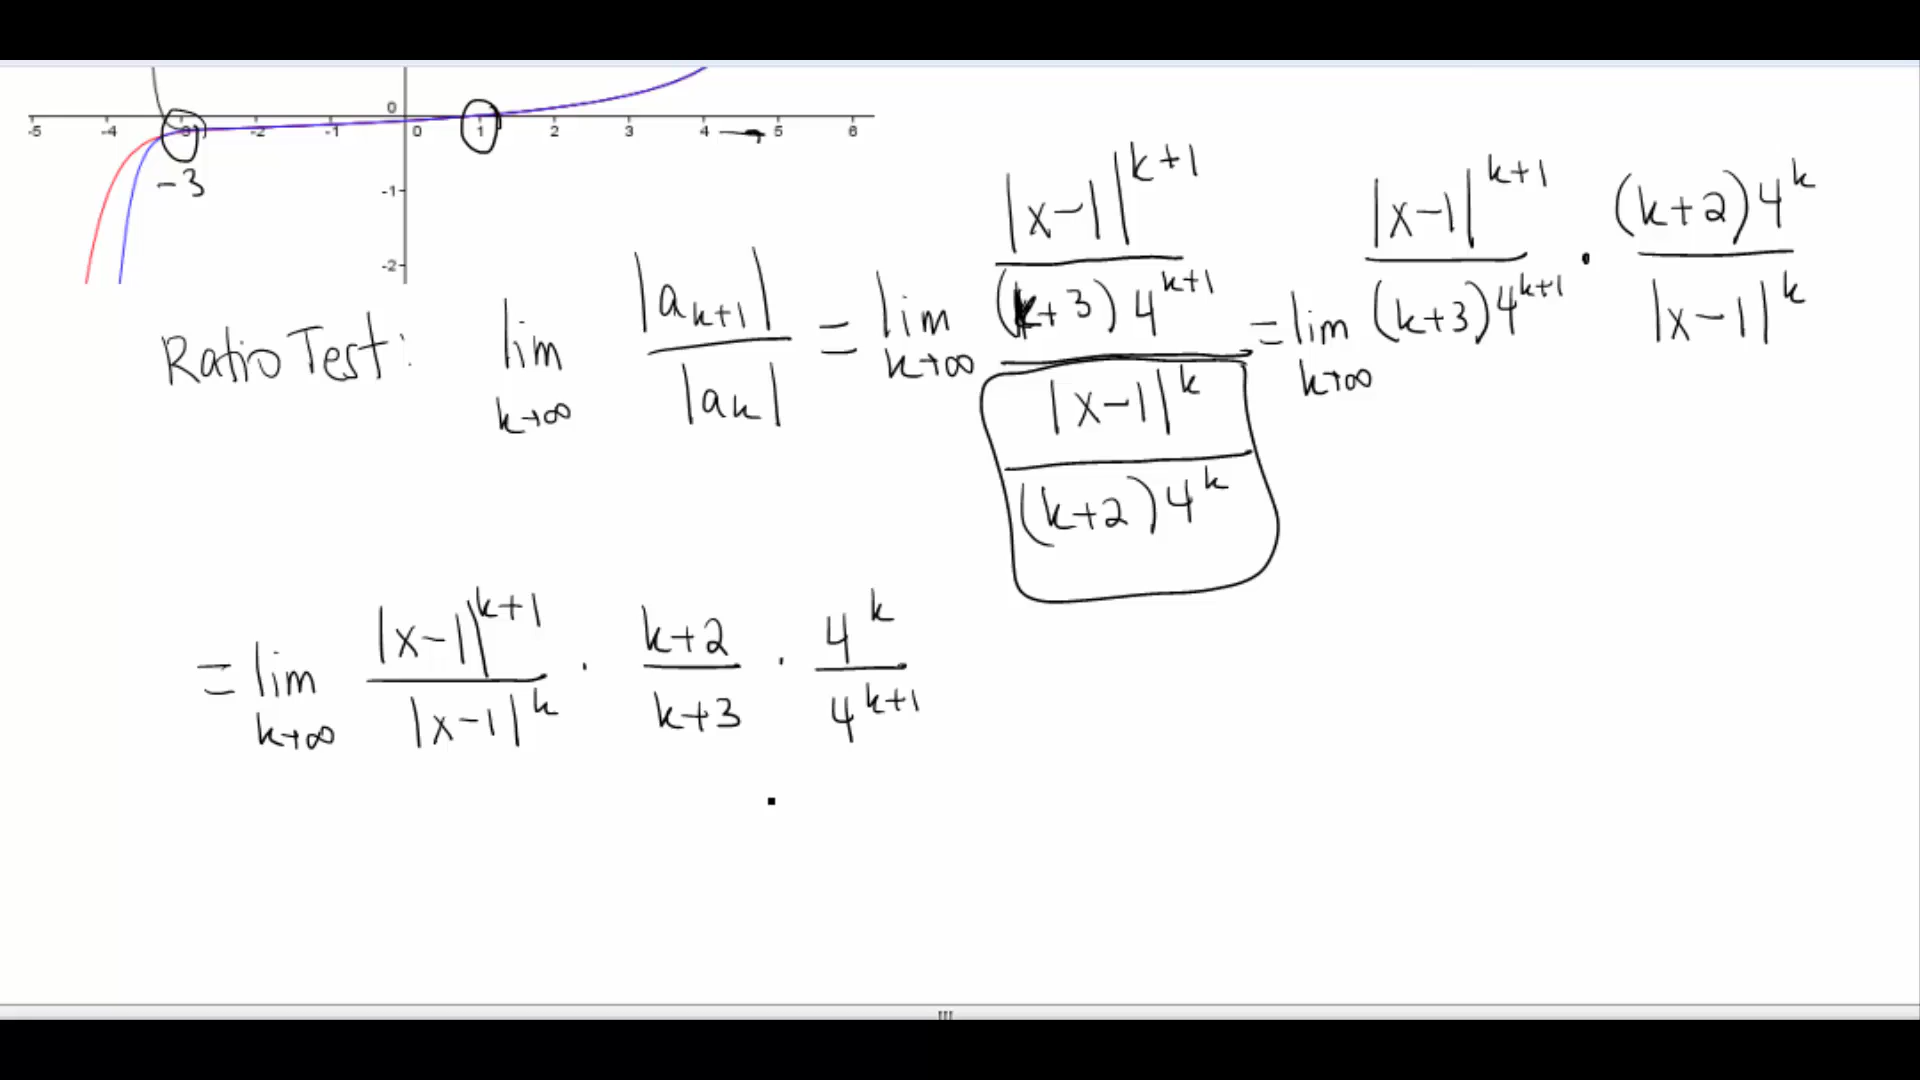 0
-5 -4 -3 -2 -1 0 1 2 3 4 5 6
-3
-1
-2
Ratio Test: lim k→∞ |a_{k+1}| / |a_k| = lim k→∞ (|x-1|^{k+1} / (k+3)4^{k+1}) / (|x-1|^k / (k+2)4^k) = lim k→∞ |x-1|^{k+1} / (k+3)4^{k+1} · (k+2)4^k / |x-1|^k
= lim k→∞ |x-1|^{k+1} / |x-1|^k · k+2 / k+3 · 4^k / 4^{k+1}